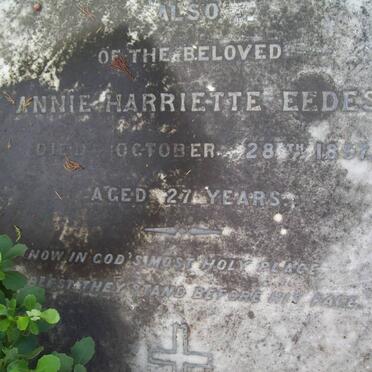 ALSO
OF THE BELOVED
ANNIE HARRIETTE EEDES
DIED OCTOBER 28TH
AGED 27 YEARS
NOW IN GOD'S MOST HOLY PLACE
BLEST THEY STAND BEFORE HIS FACE.